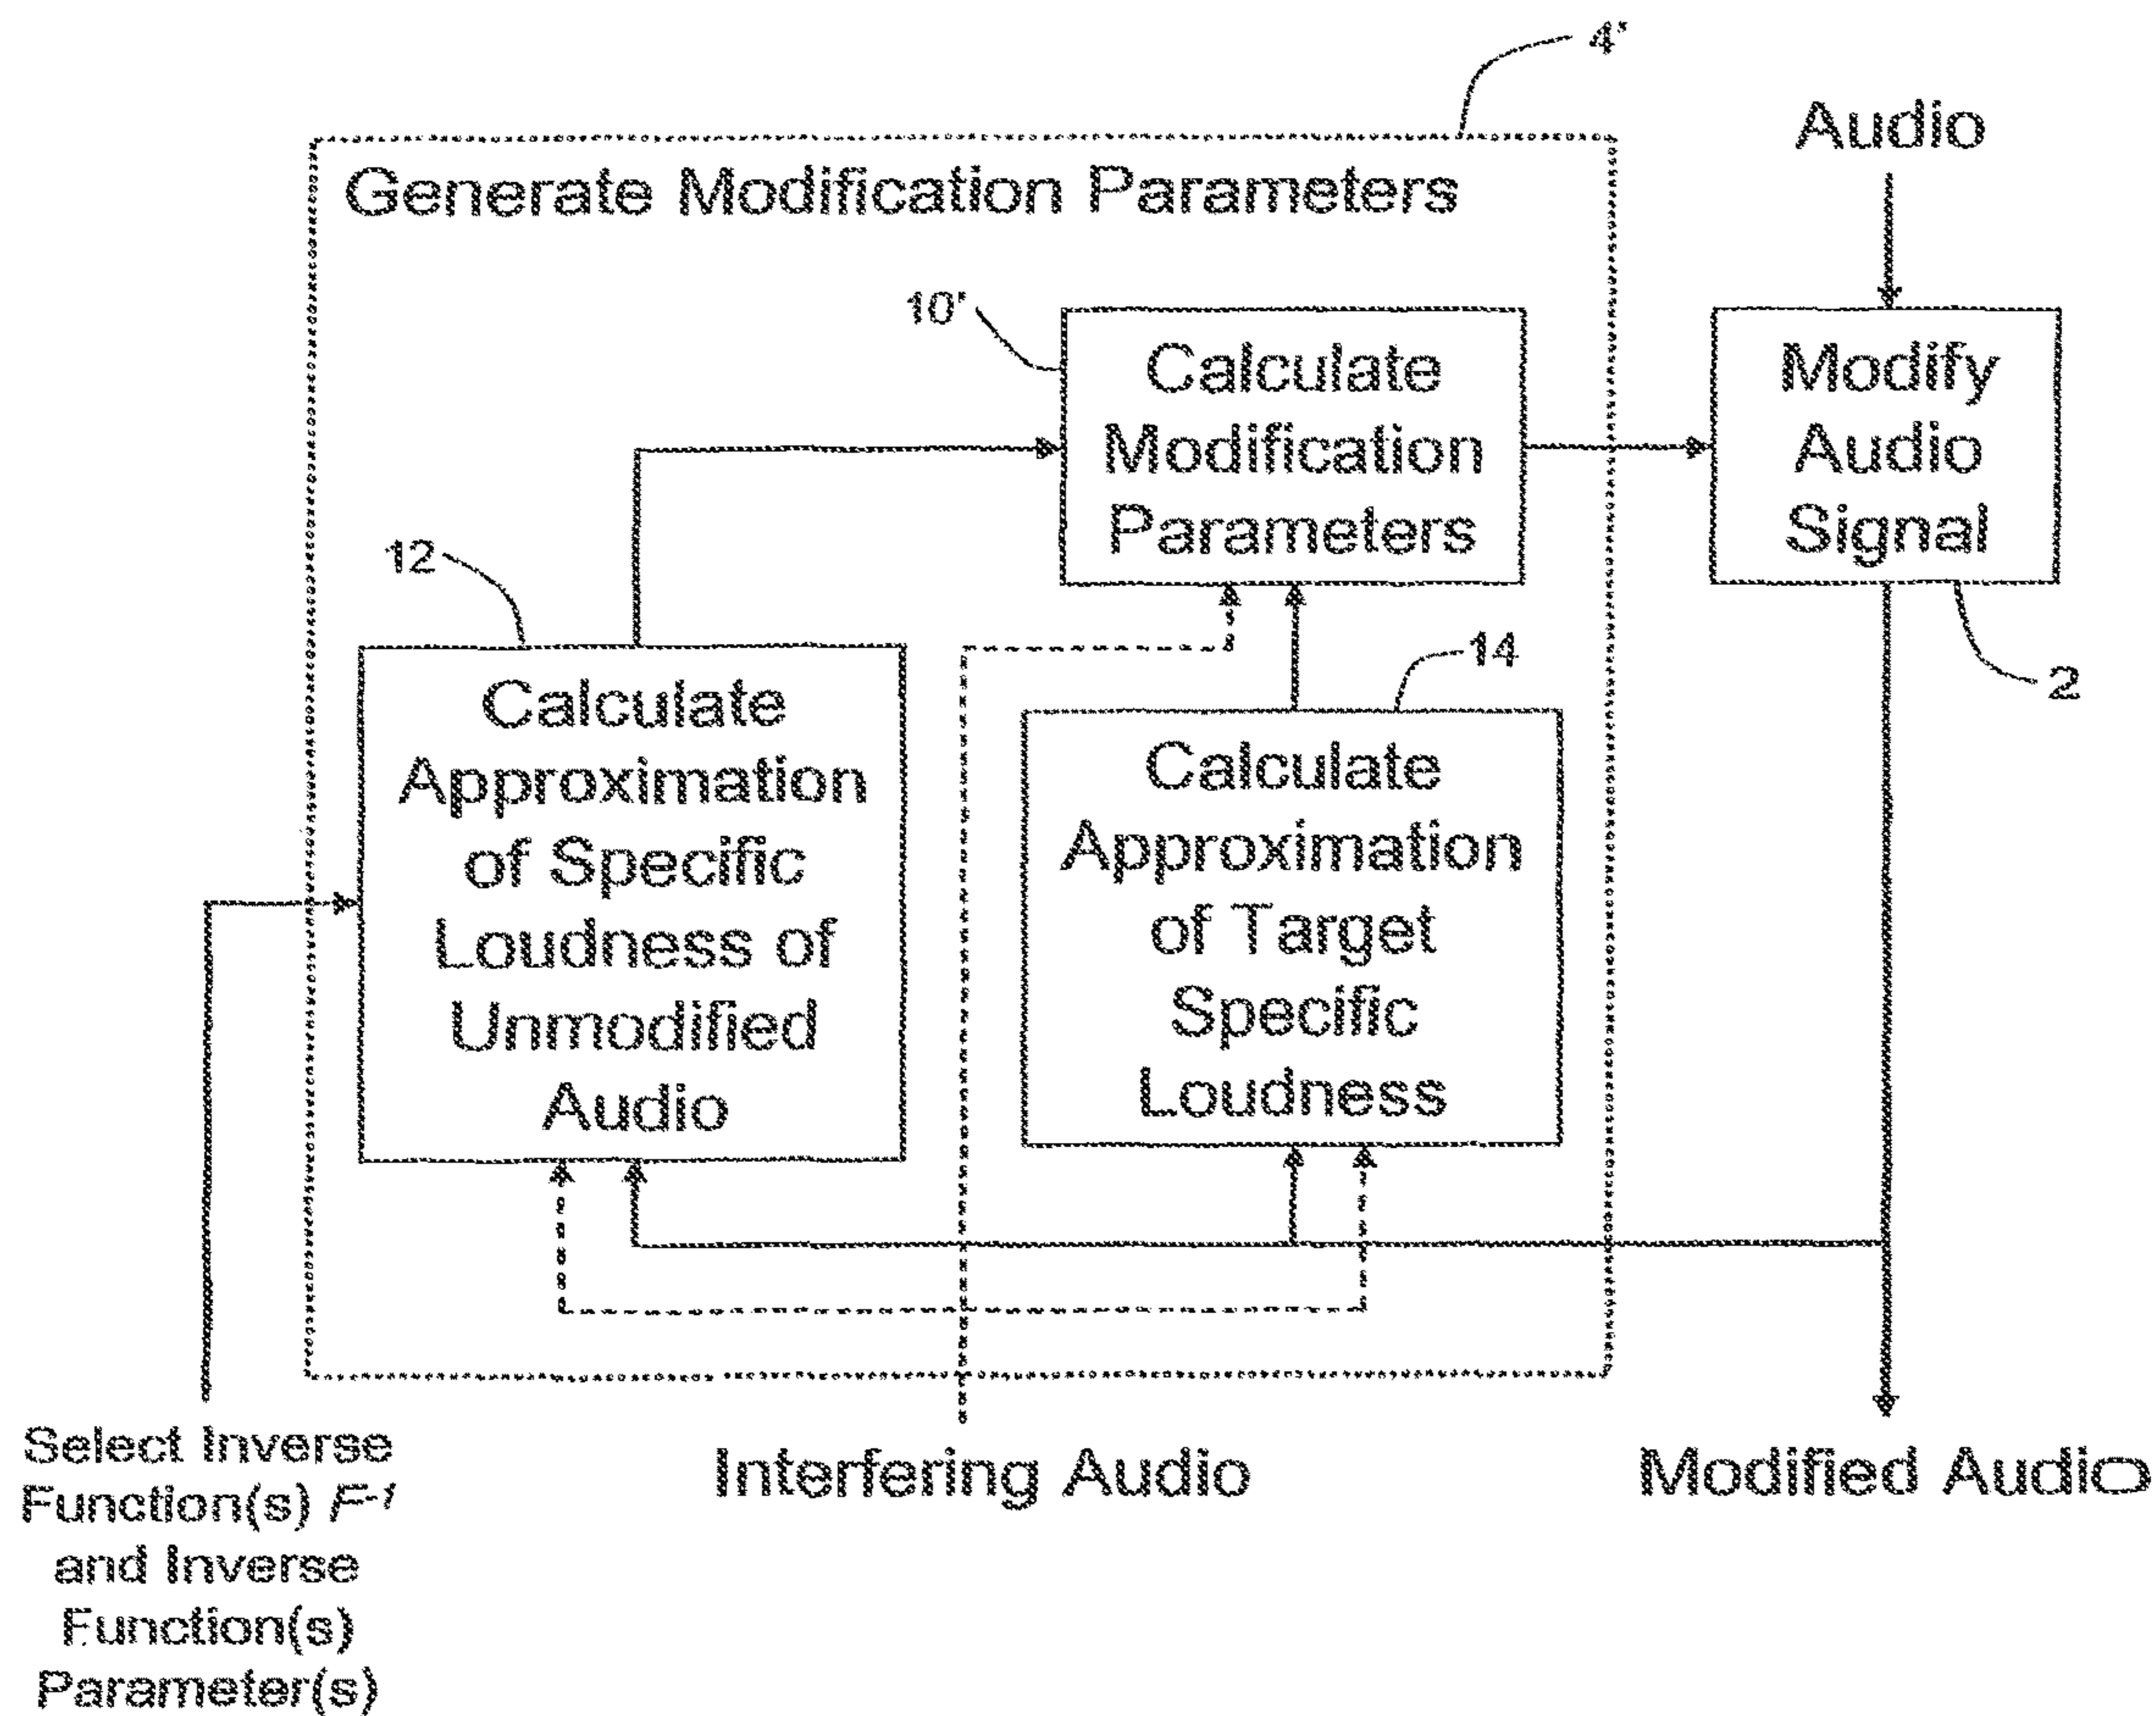 4'
Audio
Generate Modification Parameters
10'
Calculate
Modification
Parameters
Modify
Audio
Signal
12
14
2
Calculate
Approximation
of Specific
Loudness of
Unmodified
Audio
Calculate
Approximation
of Target
Specific
Loudness
Select Inverse
Function(s) F-1
and Inverse
Function(s)
Parameter(s)
Interfering Audio
Modified Audio